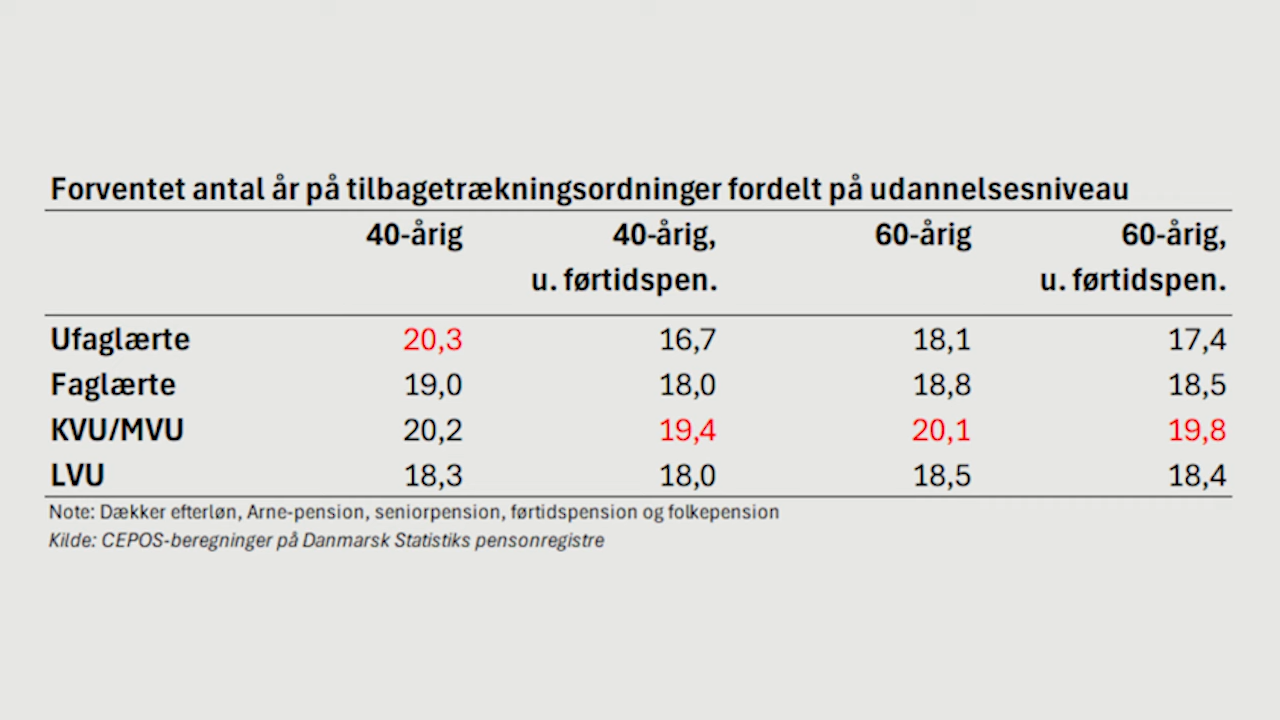 Forventet antal år på tilbagetrækningsordninger fordelt på udannelsesniveau
40-årig 40-årig, 60-årig 60-årig,
u. førtidspen. u. førtidspen.
Ufaglærte 20,3 16,7 18,1 17,4
Faglærte 19,0 18,0 18,8 18,5
KVU/MVU 20,2 19,4 20,1 19,8
LVU 18,3 18,0 18,5 18,4
Note: Dækker efterløn, Arne-pension, seniorpension, førtidspension og folkepension
Kilde: CEPOS-beregninger på Danmarsk Statistiks pensonregistre